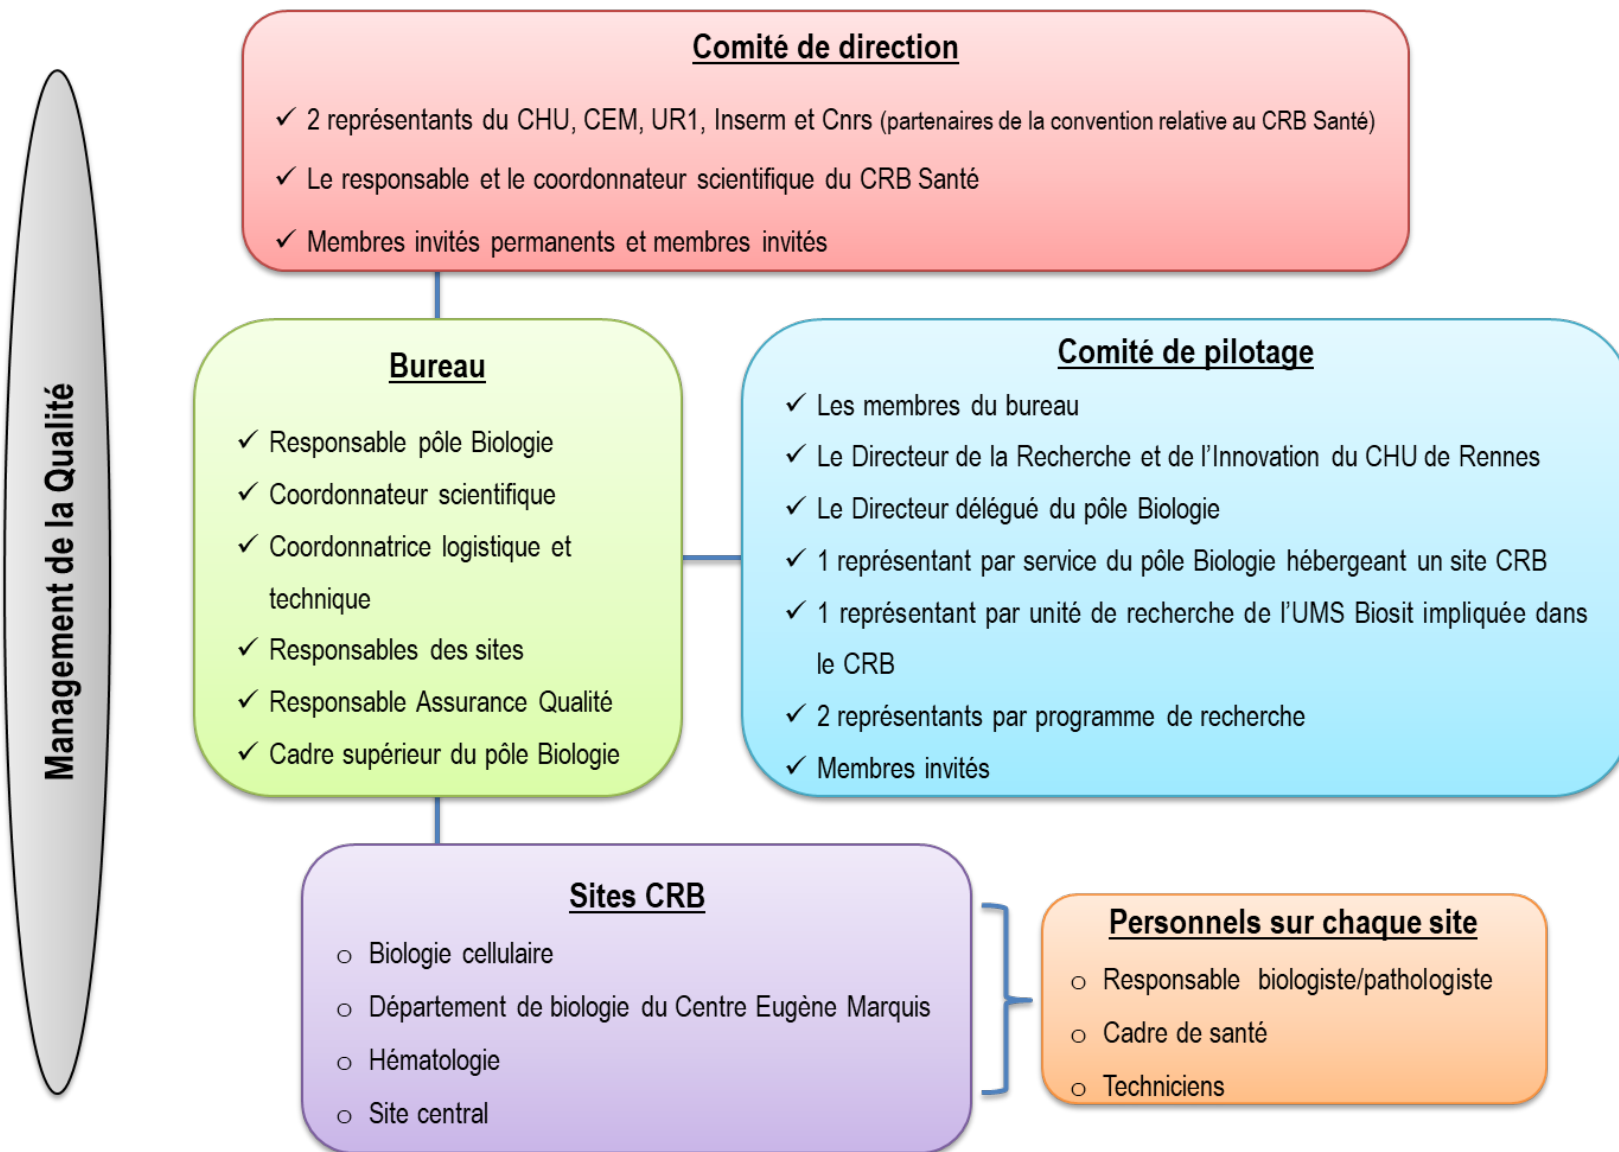 Management de la Qualité
Comité de direction
✓ 2 représentants du CHU, CEM, UR1, Inserm et Cnrs (partenaires de la convention relative au CRB Santé)
✓ Le responsable et le coordonnateur scientifique du CRB Santé
✓ Membres invités permanents et membres invités
Bureau
✓ Responsable pôle Biologie
✓ Coordonnateur scientifique
✓ Coordonnatrice logistique et
technique
✓ Responsables des sites
✓ Responsable Assurance Qualité
✓ Cadre supérieur du pôle Biologie
Comité de pilotage
✓ Les membres du bureau
✓ Le Directeur de la Recherche et de l’Innovation du CHU de Rennes
✓ Le Directeur délégué du pôle Biologie
✓ 1 représentant par service du pôle Biologie hébergeant un site CRB
✓ 1 représentant par unité de recherche de l’UMS Biosit impliquée dans
le CRB
✓ 2 représentants par programme de recherche
✓ Membres invités
Sites CRB
o Biologie cellulaire
o Département de biologie du Centre Eugène Marquis
o Hématologie
o Site central
Personnels sur chaque site
o Responsable biologiste/pathologiste
o Cadre de santé
o Techniciens